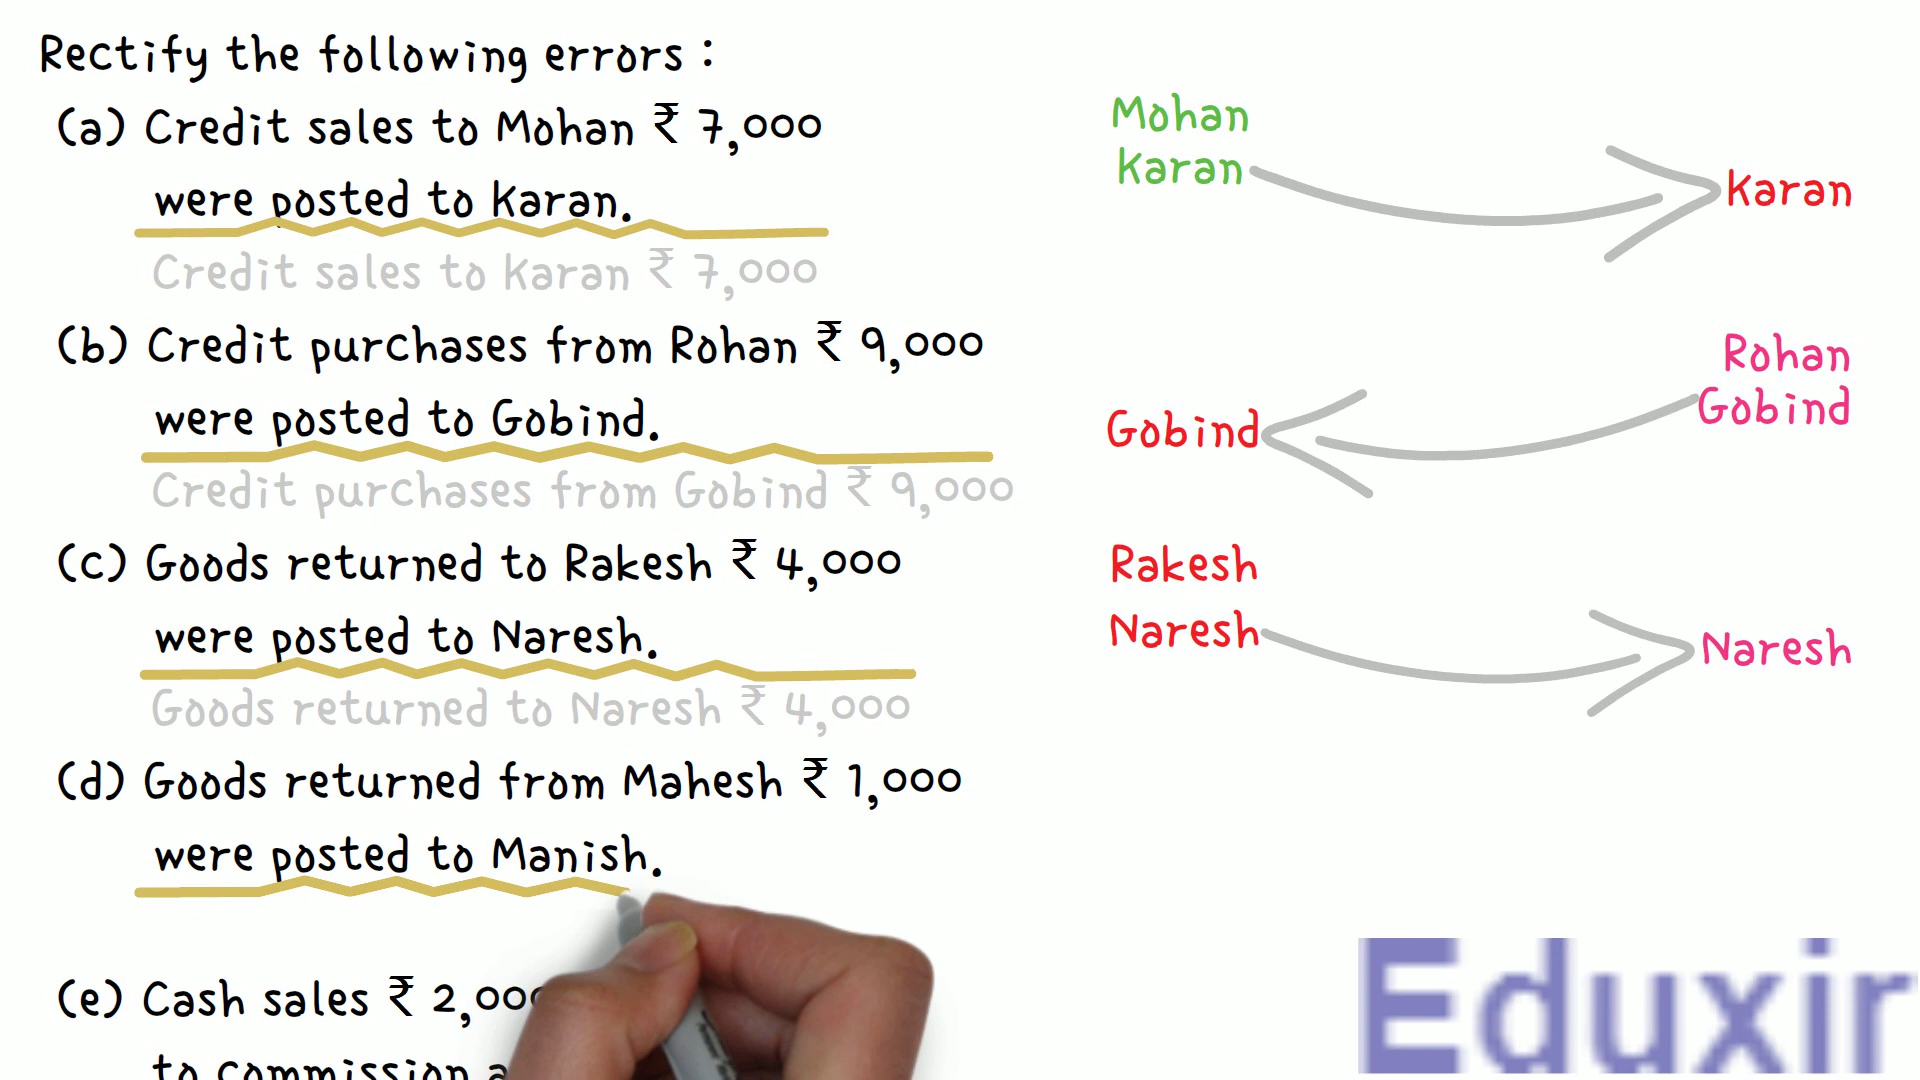 Rectify the following errors :
(a) Credit sales to Mohan ₹ 7,000
were posted to Karan.
Credit sales to Karan ₹ 7,000
(b) Credit purchases from Rohan ₹ 9,000
were posted to Gobind.
Credit purchases from Gobind ₹ 9,000
(c) Goods returned to Rakesh ₹ 4,000
were posted to Naresh.
Goods returned to Naresh ₹ 4,000
(d) Goods returned from Mahesh ₹ 1,000
were posted to Manish.
(e) Cash sales ₹ 2,000
to commission
Mohan
Karan
Karan
Rohan
Gobind
Gobind
Rakesh
Naresh
Naresh
Eduxir